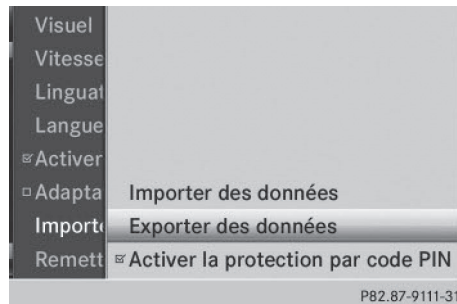 Visuel
Vitesse
Linguat
Langue
Activer
Adapta
Importer des données
Importe
Exporter des données
Remett
Activer la protection par code PIN
P82.87-9111-31